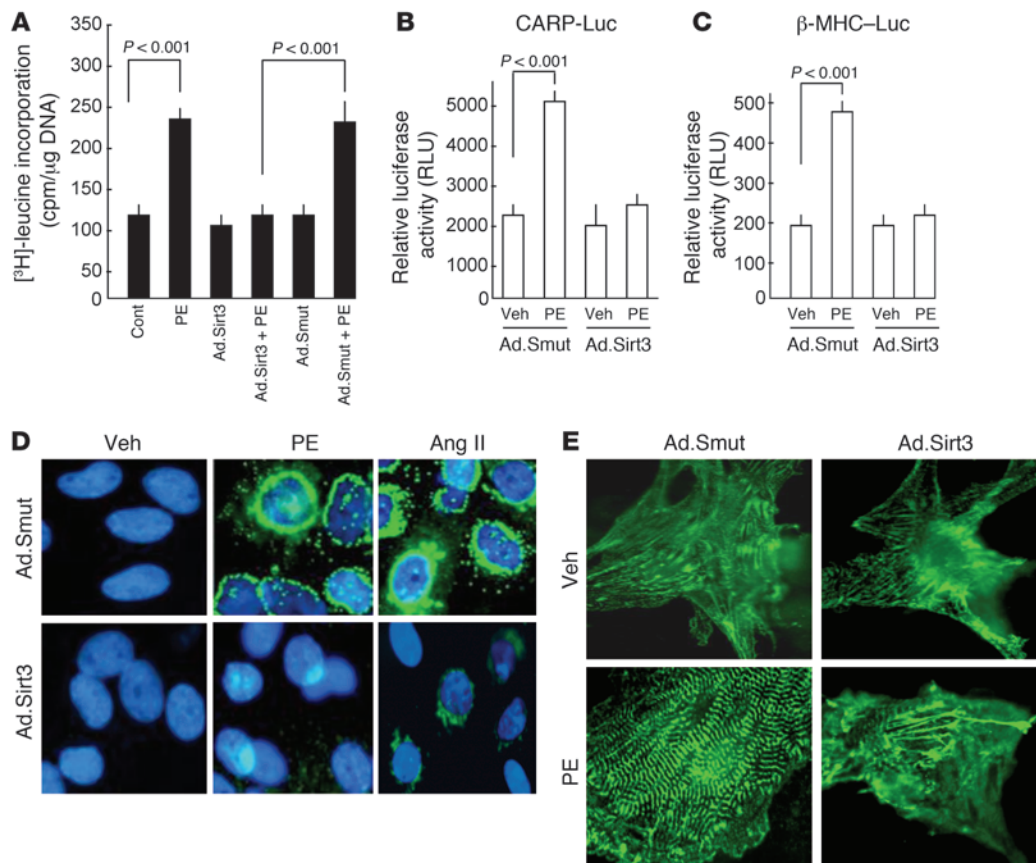 A
[³H]-leucine incorporation
(cpm/μg DNA)
350
300
250
200
150
100
50
0
P < 0.001
P < 0.001
Cont
PE
Ad.Sirt3
Ad.Sirt3 + PE
Ad.Smut
Ad.Smut + PE
B
CARP-Luc
Relative luciferase
activity (RLU)
5000
4000
3000
2000
1000
0
P < 0.001
Veh PE Veh PE
Ad.Smut Ad.Sirt3
C
β-MHC–Luc
Relative luciferase
activity (RLU)
500
400
300
200
100
0
P < 0.001
Veh PE Veh PE
Ad.Smut Ad.Sirt3
D
Veh PE Ang II
Ad.Smut
Ad.Sirt3
E
Ad.Smut Ad.Sirt3
Veh
PE